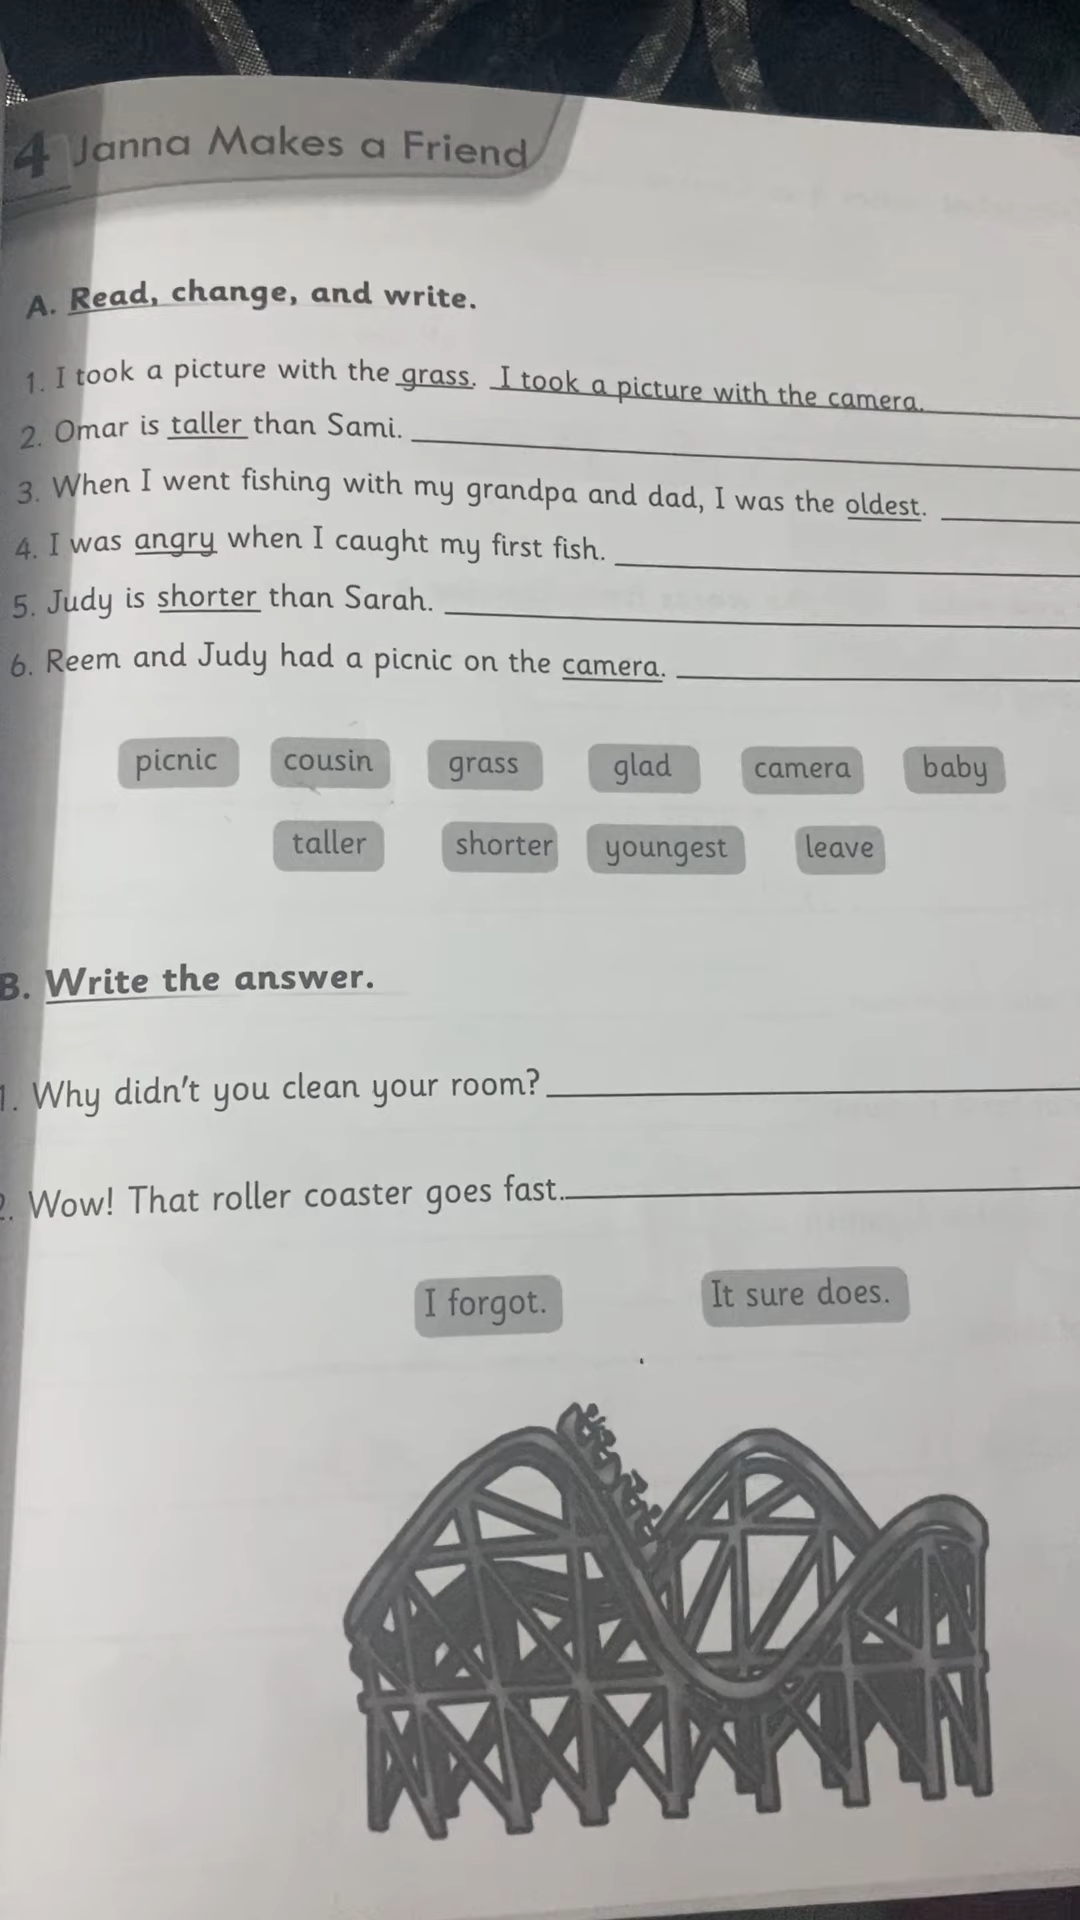 4 Janna Makes a Friend
A. Read, change, and write.
1. I took a picture with the grass. I took a picture with the camera.
2. Omar is taller than Sami.
3. When I went fishing with my grandpa and dad, I was the oldest.
4. I was angry when I caught my first fish.
5. Judy is shorter than Sarah.
6. Reem and Judy had a picnic on the camera.
picnic cousin grass glad camera baby
taller shorter youngest leave
B. Write the answer.
1. Why didn't you clean your room?
2. Wow! That roller coaster goes fast.
I forgot. It sure does.